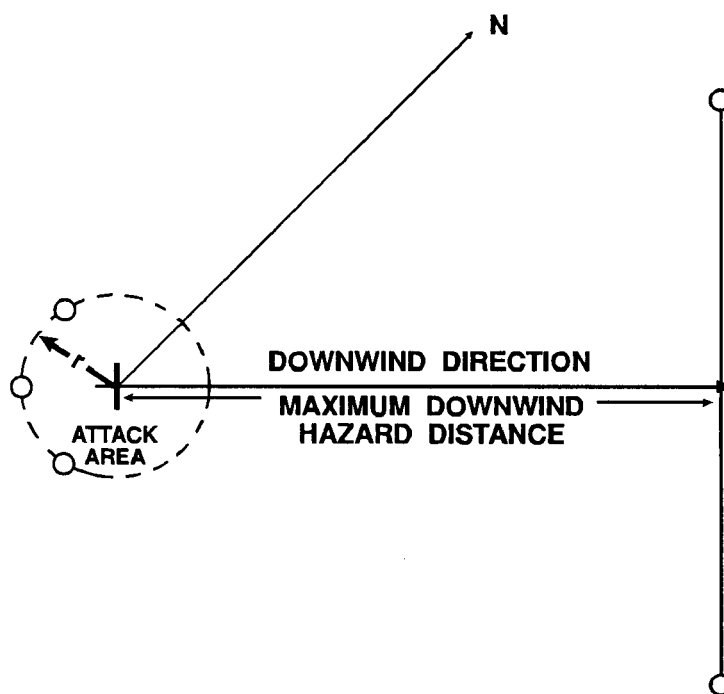 N
DOWNWIND DIRECTION
MAXIMUM DOWNWIND
HAZARD DISTANCE
r
ATTACK
AREA